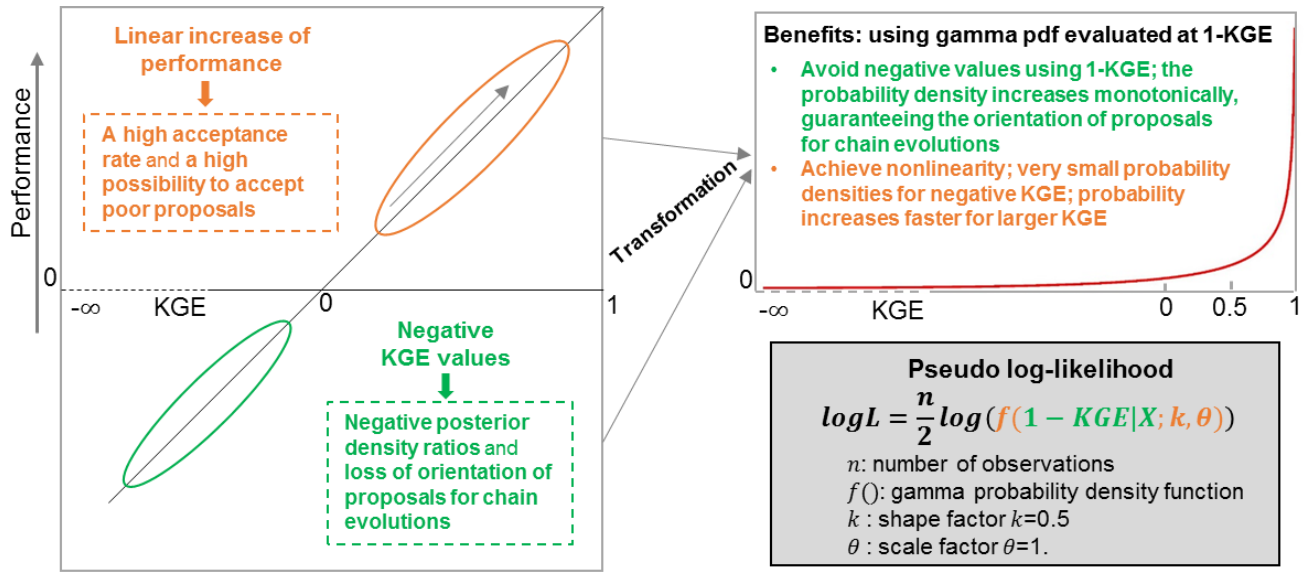 Performance
Linear increase of
performance
A high acceptance
rate and a high
possibility to accept
poor proposals
0
-∞
KGE
0
1
Negative
KGE values
Negative posterior
density ratios and
loss of orientation of
proposals for chain
evolutions
Transformation
Benefits: using gamma pdf evaluated at 1-KGE
• Avoid negative values using 1-KGE; the
probability density increases monotonically,
guaranteeing the orientation of proposals
for chain evolutions
• Achieve nonlinearity; very small probability
densities for negative KGE; probability
increases faster for larger KGE
0
-∞
KGE
0
0.5
1
Pseudo log-likelihood
logL = n/2 log(f(1 − KGE|X; k, θ))
n: number of observations
f(): gamma probability density function
k : shape factor k=0.5
θ : scale factor θ=1.